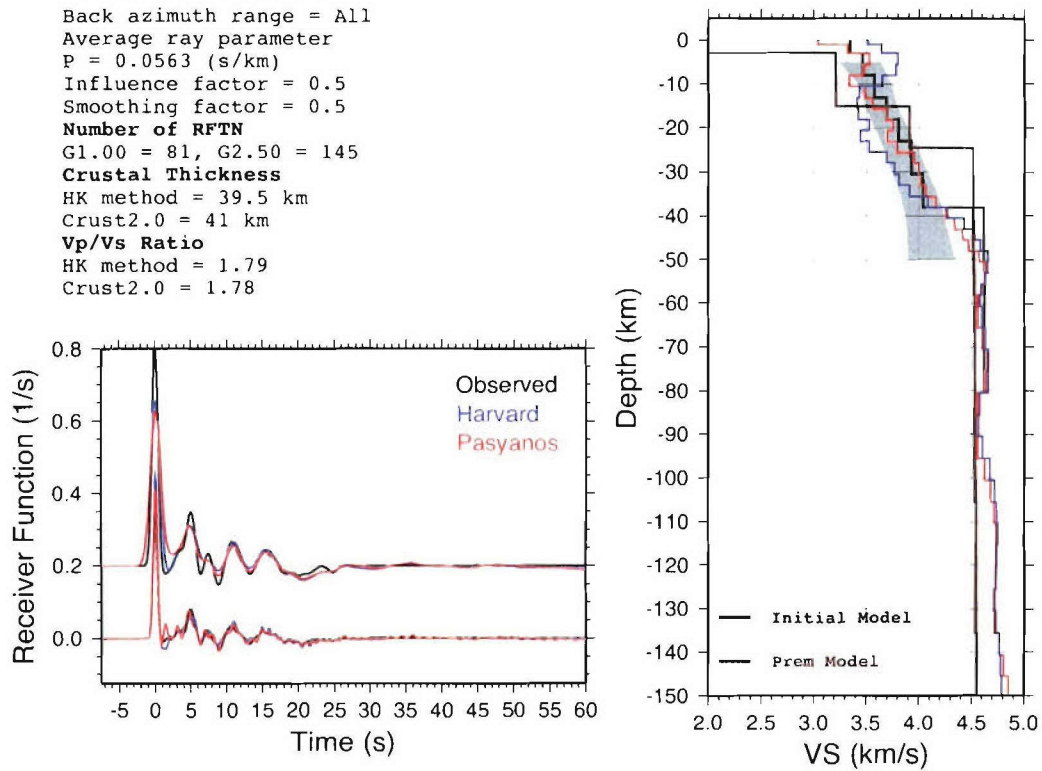 Back azimuth range = All
Average ray parameter
P = 0.0563 (s/km)
Influence factor = 0.5
Smoothing factor = 0.5
Number of RFTN
G1.00 = 81, G2.50 = 145
Crustal Thickness
HK method = 39.5 km
Crust2.0 = 41 km
Vp/Vs Ratio
HK method = 1.79
Crust2.0 = 1.78
Receiver Function (1/s)
0.8
0.6
0.4
0.2
0.0
Observed
Harvard
Pasyanos
-5 0 5 10 15 20 25 30 35 40 45 50 55 60
Time (s)
Depth (km)
0
-10
-20
-30
-40
-50
-60
-70
-80
-90
-100
-110
-120
-130
-140
-150
Initial Model
Prem Model
2.0 2.5 3.0 3.5 4.0 4.5 5.0
VS (km/s)